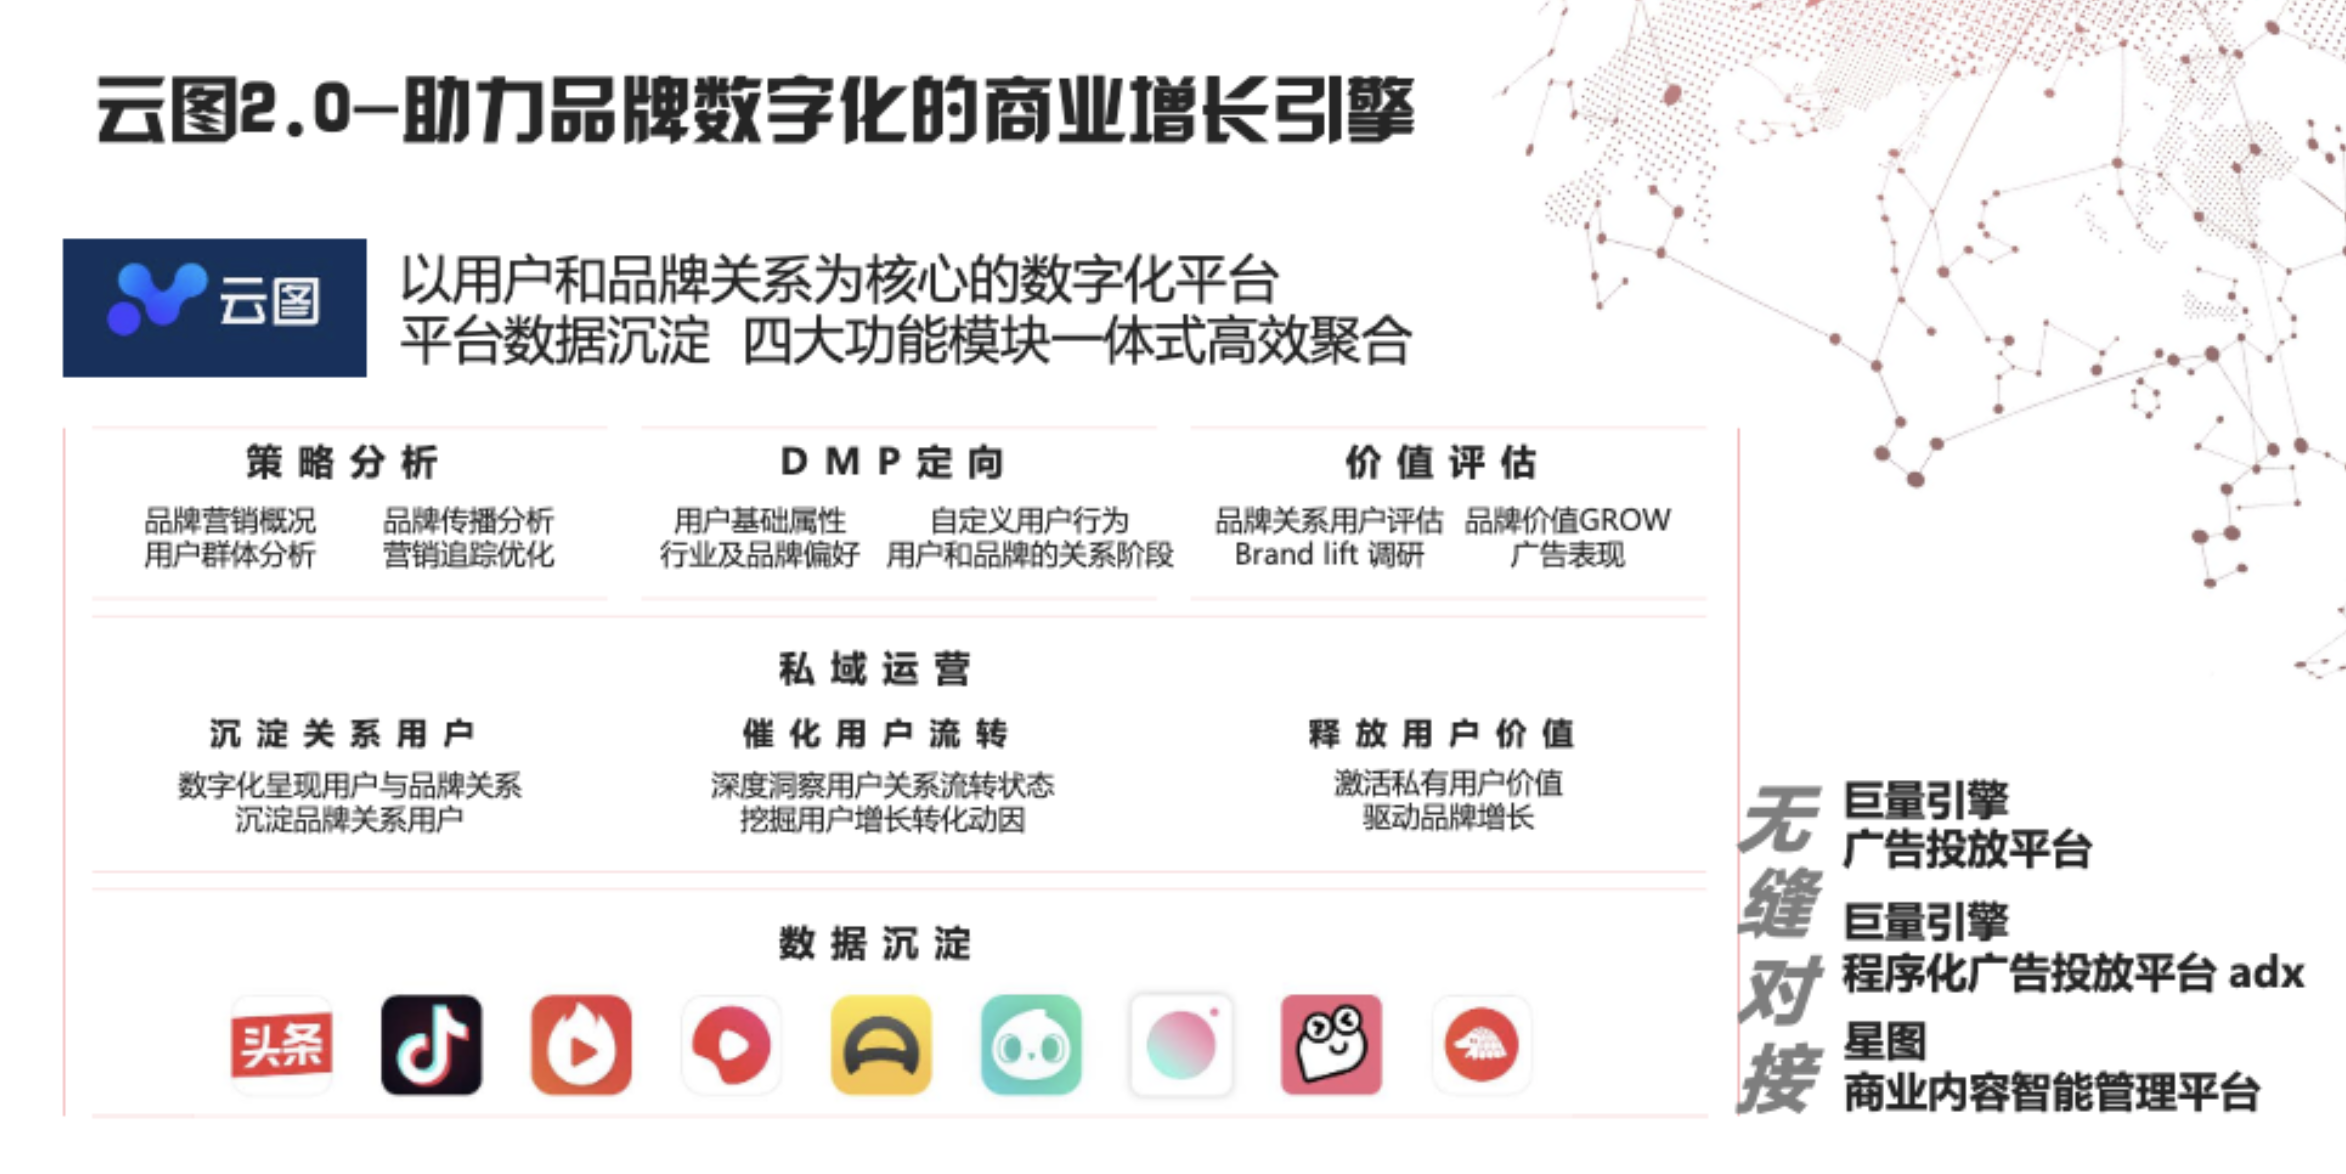 云图2.0-助力品牌数字化的商业增长引擎
云图
以用户和品牌关系为核心的数字化平台
平台数据沉淀 四大功能模块一体式高效聚合
策略分析
品牌营销概况 品牌传播分析
用户群体分析 营销追踪优化
DMP定向
用户基础属性 自定义用户行为
行业及品牌偏好 用户和品牌的关系阶段
价值评估
品牌关系用户评估 品牌价值GROW
Brand lift 调研 广告表现
私域运营
沉淀关系用户
数字化呈现用户与品牌关系
沉淀品牌关系用户
催化用户流转
深度洞察用户关系流转状态
挖掘用户增长转化动因
释放用户价值
激活私有用户价值
驱动品牌增长
数据沉淀
头条
无缝对接
巨量引擎
广告投放平台
巨量引擎
程序化广告投放平台 adx
星图
商业内容智能管理平台